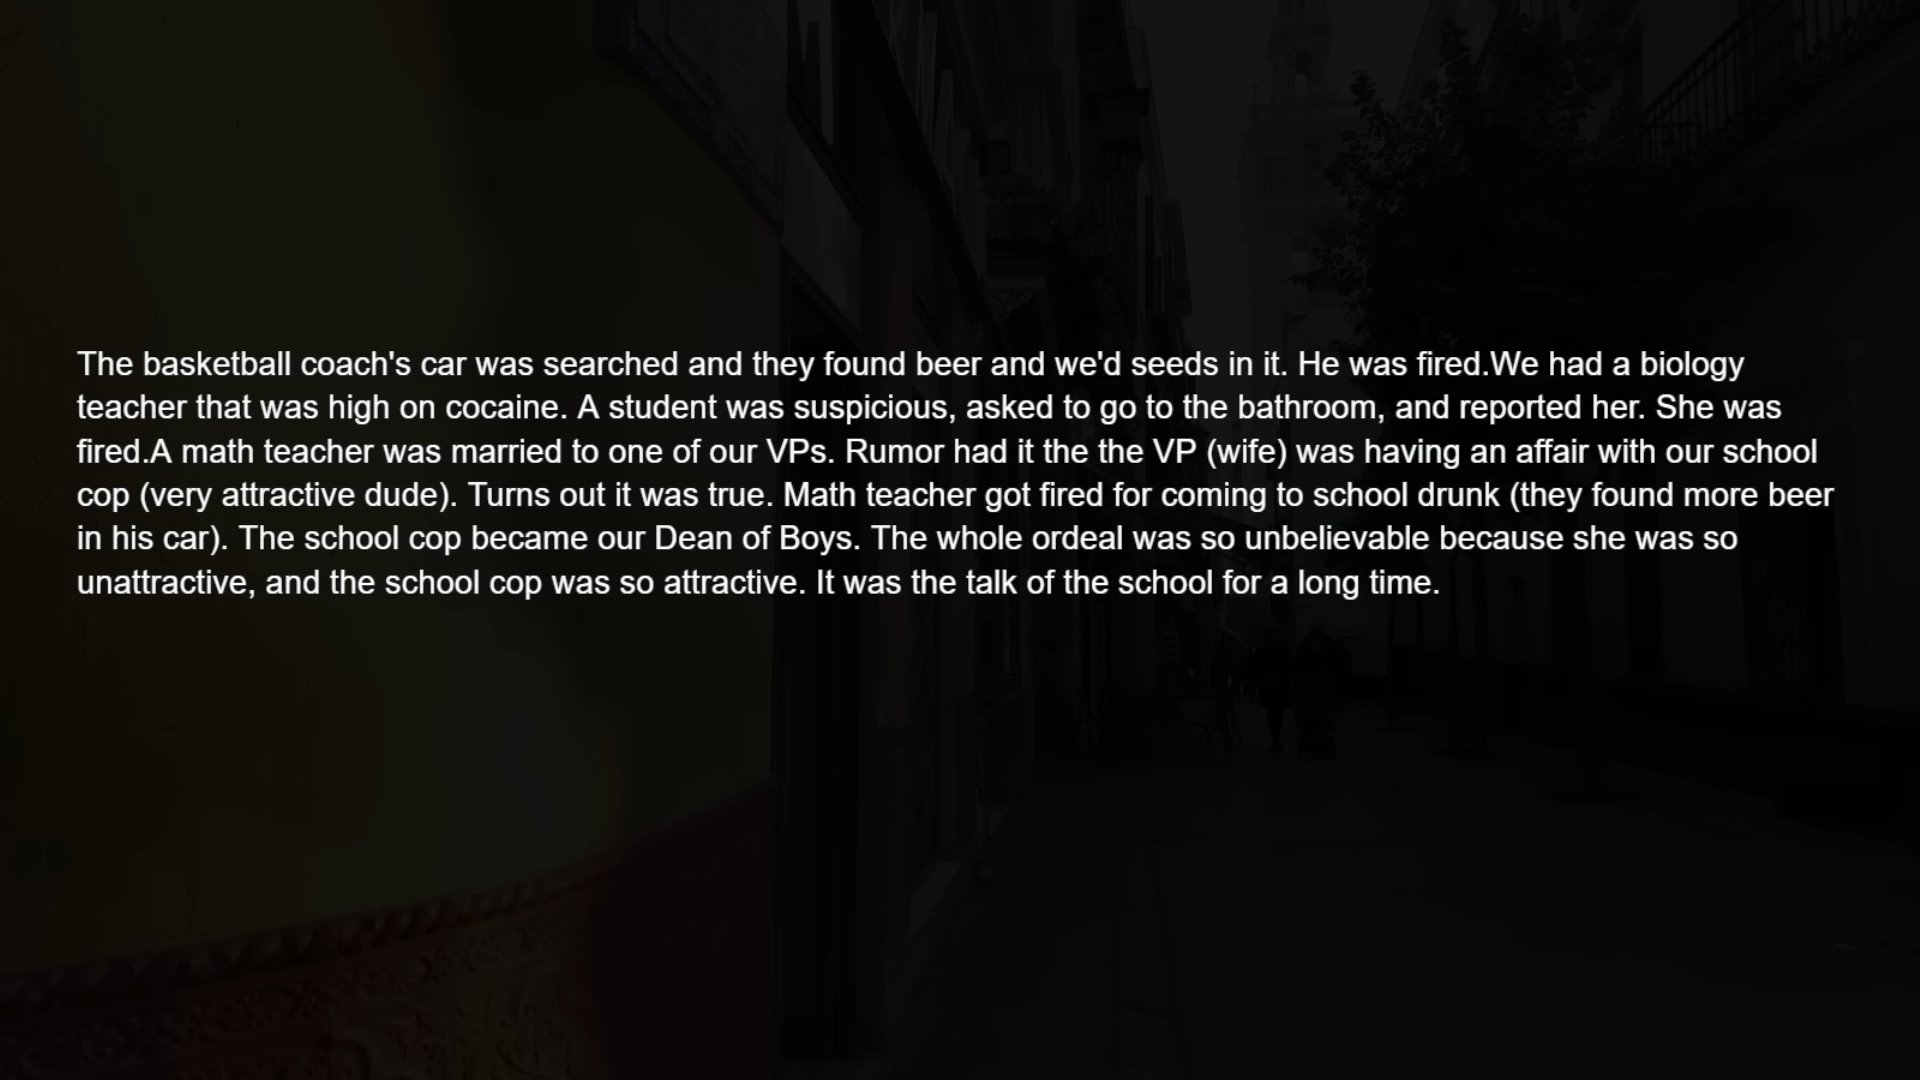 The basketball coach's car was searched and they found beer and we'd seeds in it. He was fired.We had a biology
teacher that was high on cocaine. A student was suspicious, asked to go to the bathroom, and reported her. She was
fired.A math teacher was married to one of our VPs. Rumor had it the the VP (wife) was having an affair with our school
cop (very attractive dude). Turns out it was true. Math teacher got fired for coming to school drunk (they found more beer
in his car). The school cop became our Dean of Boys. The whole ordeal was so unbelievable because she was so
unattractive, and the school cop was so attractive. It was the talk of the school for a long time.